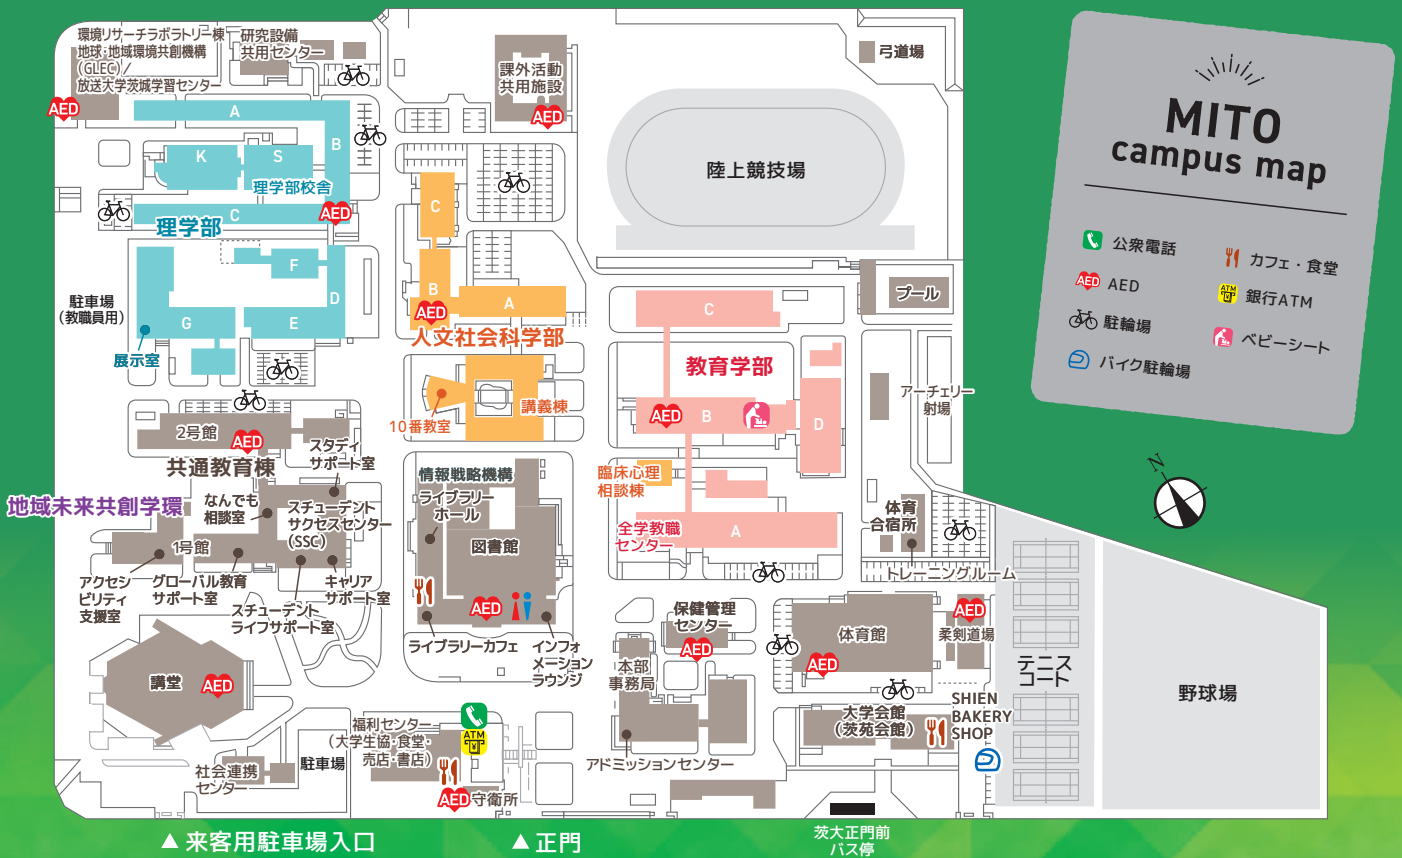 環境リサーチラボラトリー棟
地球・地域環境共創機構
(GLEC) /
放送大学茨城学習センター
研究設備
共用センター
課外活動
共用施設
弓道場
AED
AED
A
B
K
S
理学部校舎
C
AED
理学部
F
D
G
E
展示室
駐車場
(教職員用)
陸上競技場
C
B
A
AED
人文社会科学部
講義棟
10番教室
プール
C
教育学部
AED
B
D
アーチェリー
射場
臨床心理
相談棟
全学教職
センター
A
2号館
AED
共通教育棟
スタディ
サポート室
地域未来共創学環
なんでも
相談室
スチューデント
サクセスセンター
(SSC)
1号館
アクセシ
ビリティ
支援室
グローバル教育
サポート室
スチューデント
ライフサポート室
キャリア
サポート室
情報戦略機構
ライブラリー
ホール
図書館
AED
ライブラリーカフェ
インフォ
メーション
ラウンジ
体育
合宿所
トレーニングルーム
保健管理
センター
AED
本部
事務局
アドミッションセンター
体育館
AED
AED
柔剣道場
大学会館
(茨苑会館)
SHIEN
BAKERY
SHOP
テニス
コート
野球場
講堂
AED
社会連携
センター
駐車場
福利センター
(大学生協・食堂・
売店・書店)
ATM
AED
守衛所
▲ 来客用駐車場入口
▲ 正門
茨大正門前
バス停
MITO
campus map
公衆電話
AED
AED
駐輪場
バイク駐輪場
カフェ・食堂
ATM
銀行ATM
ベビーシート
N